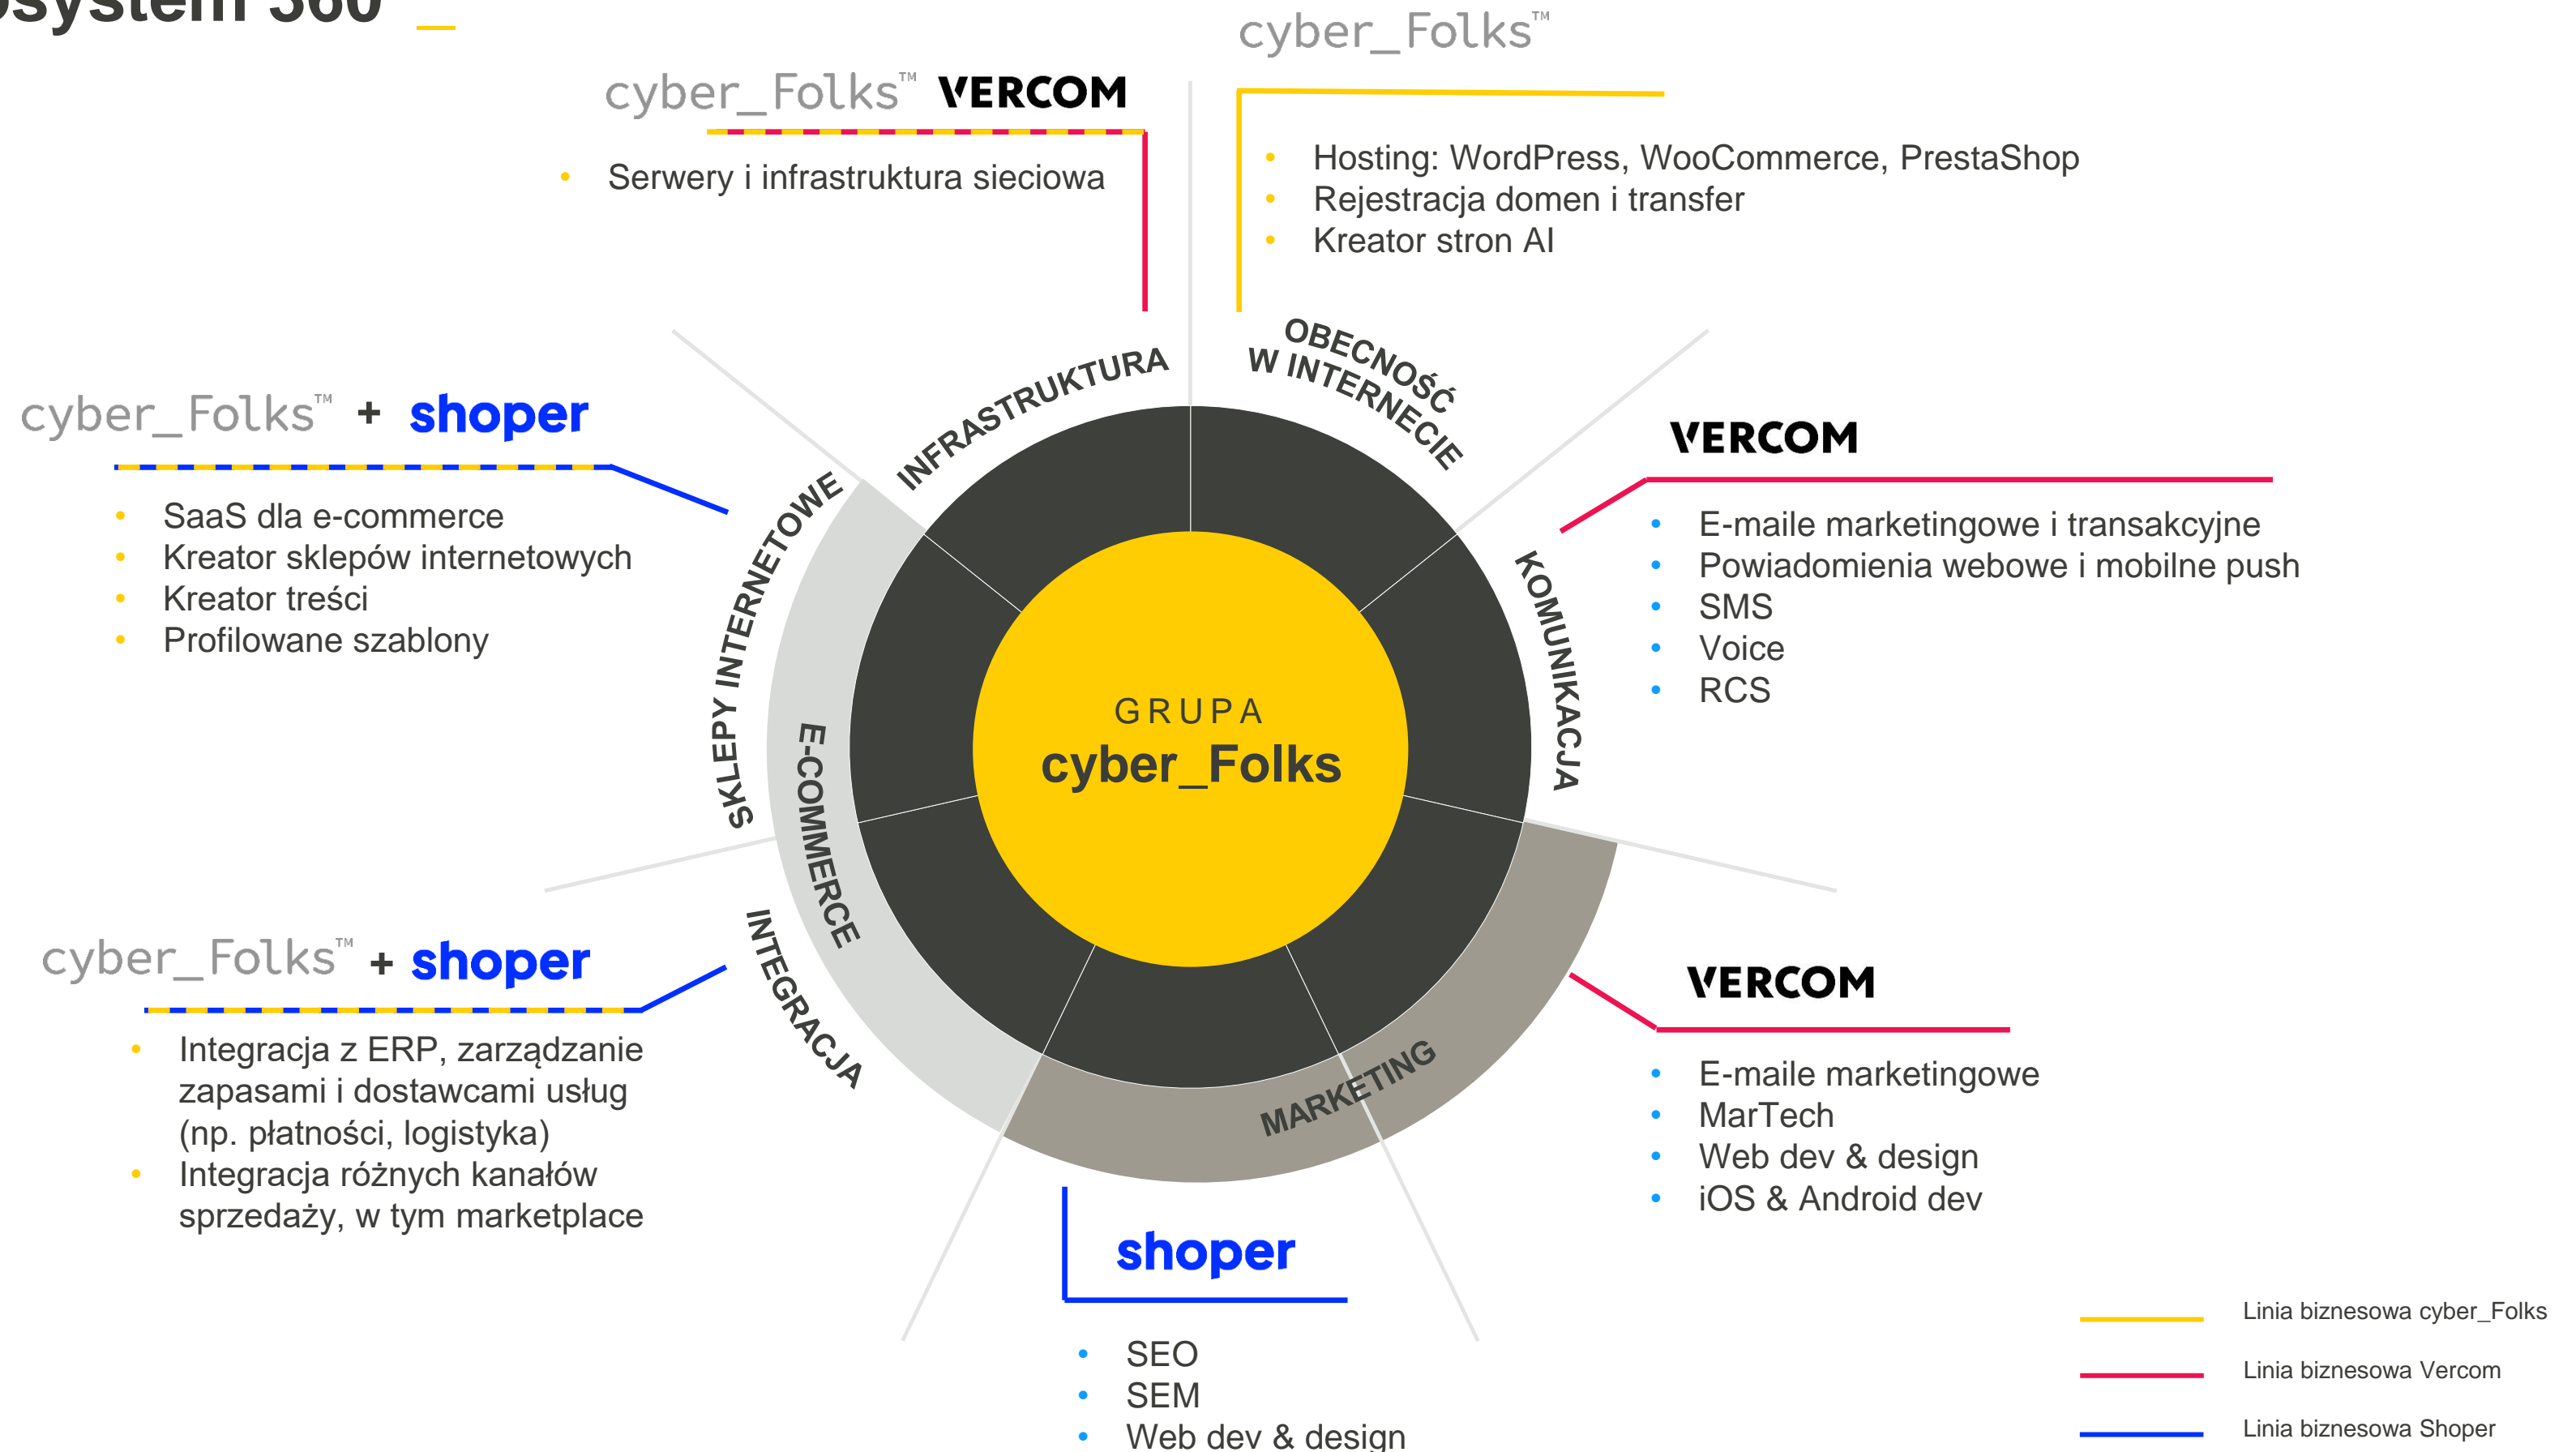 360 _
cyber_Folks™
cyber_Folks™ VERCOM
• Serwery i infrastruktura sieciowa
• Hosting: WordPress, WooCommerce, PrestaShop
• Rejestracja domen i transfer
• Kreator stron AI
INFRASTRUKTURA
OBECNOŚĆ
W INTERNECIE
cyber_Folks™ + shoper
• SaaS dla e-commerce
• Kreator sklepów internetowych
• Kreator treści
• Profilowane szablony
SKLEPY INTERNETOWE
VERCOM
• E-maile marketingowe i transakcyjne
• Powiadomienia webowe i mobilne push
• SMS
• Voice
• RCS
KOMUNIKACJA
GRUPA
cyber_Folks
E-COMMERCE
cyber_Folks™ + shoper
• Integracja z ERP, zarządzanie
zapasami i dostawcami usług
(np. płatności, logistyka)
• Integracja różnych kanałów
sprzedaży, w tym marketplace
INTEGRACJA
MARKETING
VERCOM
• E-maile marketingowe
• MarTech
• Web dev & design
• iOS & Android dev
shoper
• SEO
• SEM
• Web dev & design
Linia biznesowa cyber_Folks
Linia biznesowa Vercom
Linia biznesowa Shoper